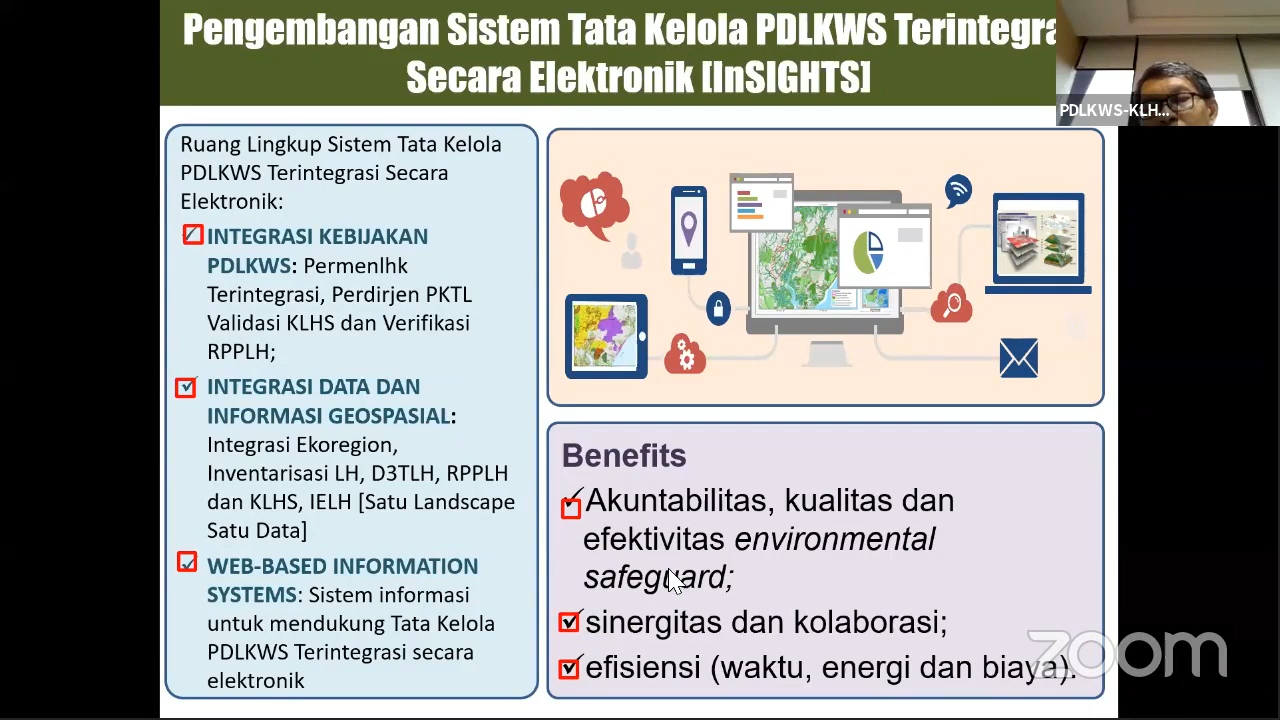 Pengembangan Sistem Tata Kelola PDLKWS Terintegra
Secara Elektronik [InSIGHTS]
PDLKWS-KLH...
Ruang Lingkup Sistem Tata Kelola
PDLKWS Terintegrasi Secara
Elektronik:
INTEGRASI KEBIJAKAN
PDLKWS: Permenlhk
Terintegrasi, Perdirjen PKTL
Validasi KLHS dan Verifikasi
RPPLH;
INTEGRASI DATA DAN
INFORMASI GEOSPASIAL:
Integrasi Ekoregion,
Inventarisasi LH, D3TLH, RPPLH
dan KLHS, IELH [Satu Landscape
Satu Data]
WEB-BASED INFORMATION
SYSTEMS: Sistem informasi
untuk mendukung Tata Kelola
PDLKWS Terintegrasi secara
elektronik
Benefits
Akuntabilitas, kualitas dan
efektivitas environmental
safeguard;
sinergitas dan kolaborasi;
efisiensi (waktu, energi dan biaya).
zoom